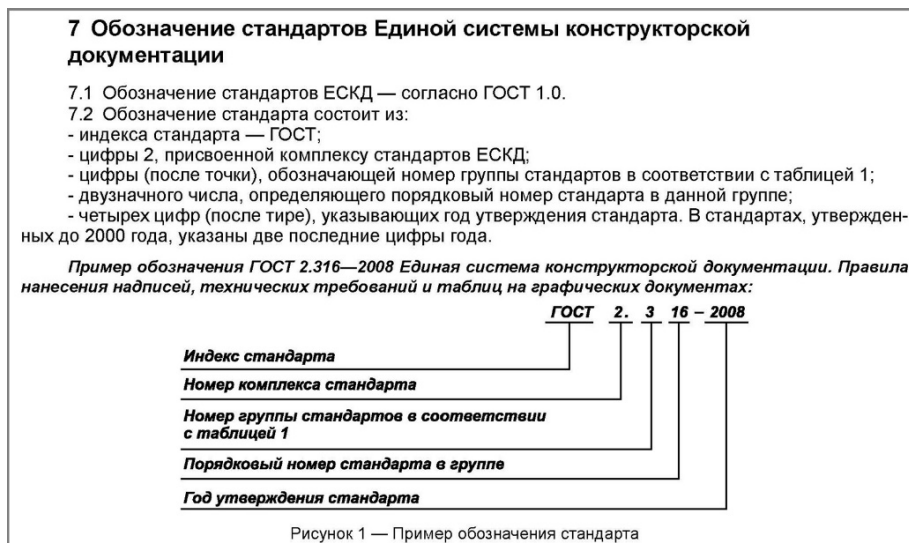 7 Обозначение стандартов Единой системы конструкторской
документации
7.1 Обозначение стандартов ЕСКД — согласно ГОСТ 1.0.
7.2 Обозначение стандарта состоит из:
- индекса стандарта — ГОСТ;
- цифры 2, присвоенной комплексу стандартов ЕСКД;
- цифры (после точки), обозначающей номер группы стандартов в соответствии с таблицей 1;
- двузначного числа, определяющего порядковый номер стандарта в данной группе;
- четырех цифр (после тире), указывающих год утверждения стандарта. В стандартах, утвержден-
ных до 2000 года, указаны две последние цифры года.
Пример обозначения ГОСТ 2.316—2008 Единая система конструкторской документации. Правила
нанесения надписей, технических требований и таблиц на графических документах:
ГОСТ 2. 3 16 – 2008
Индекс стандарта
Номер комплекса стандарта
Номер группы стандартов в соответствии
с таблицей 1
Порядковый номер стандарта в группе
Год утверждения стандарта
Рисунок 1 — Пример обозначения стандарта